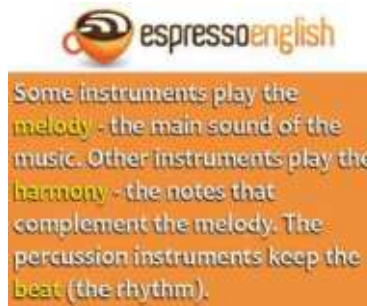 espressoenglish
Some instruments play the
melody - the main sound of the
music. Other instruments play the
harmony - the notes that
complement the melody. The
percussion instruments keep the
beat (the rhythm).